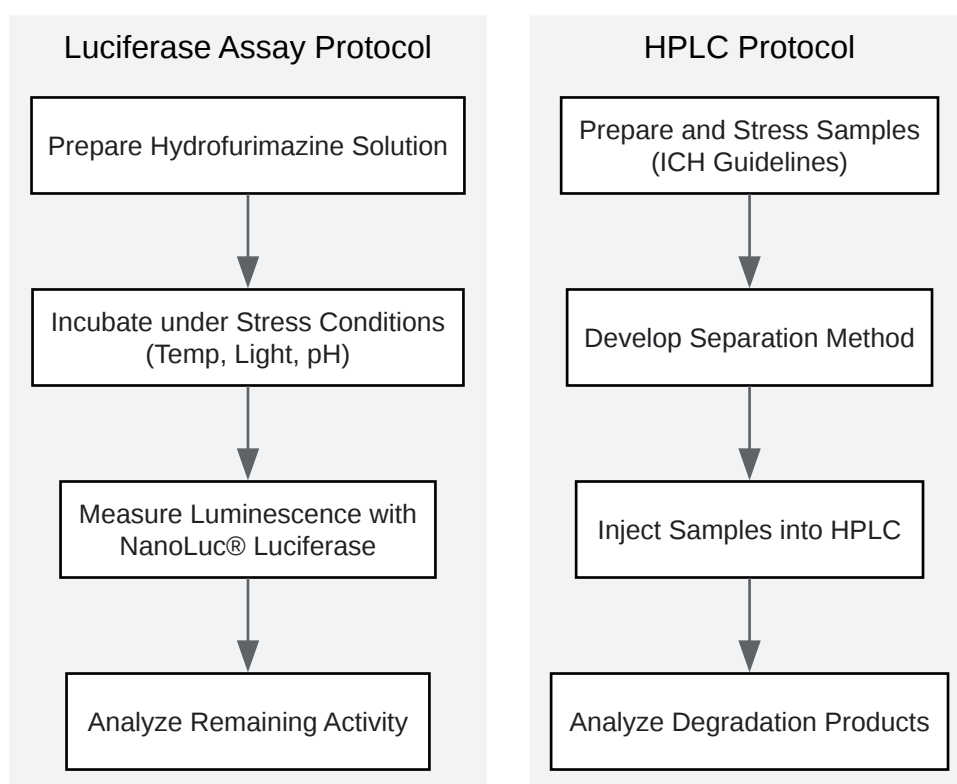 Luciferase Assay Protocol
Prepare Hydrofurimazine Solution
Incubate under Stress Conditions
(Temp, Light, pH)
Measure Luminescence with
NanoLuc® Luciferase
Analyze Remaining Activity
HPLC Protocol
Prepare and Stress Samples
(ICH Guidelines)
Develop Separation Method
Inject Samples into HPLC
Analyze Degradation Products